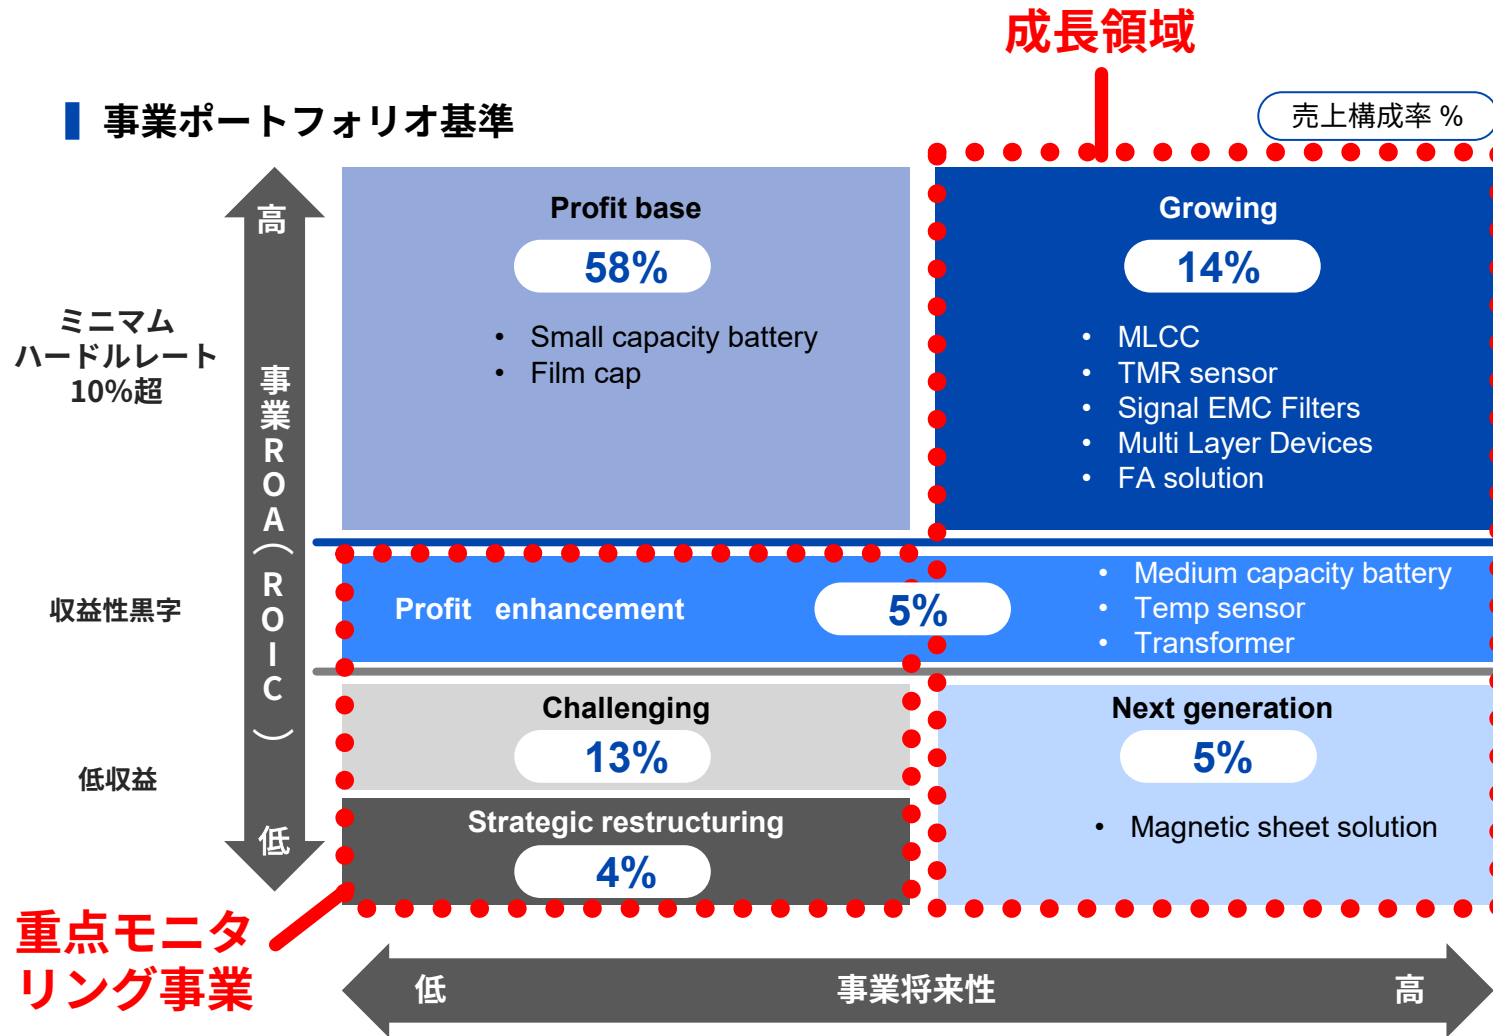 成長領域
事業ポートフォリオ基準
売上構成率 %
高
事業ROA(ROIC)
低
ミニマム
ハードルレート
10%超
収益性黒字
低収益
Profit base
58%
• Small capacity battery
• Film cap
Growing
14%
• MLCC
• TMR sensor
• Signal EMC Filters
• Multi Layer Devices
• FA solution
Profit enhancement
5%
• Medium capacity battery
• Temp sensor
• Transformer
Challenging
13%
Strategic restructuring
4%
Next generation
5%
• Magnetic sheet solution
重点モニタ
リング事業
低
事業将来性
高